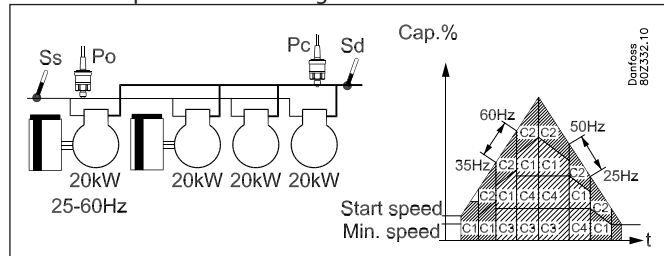 Ss
Po
Pc
Sd
20kW
20kW
20kW
20kW
25-60Hz
Cap.%
60Hz
C2 C2
50Hz
35Hz
C2 C1 C1 C2
25Hz
C2 C1 C4 C4 C1 C2
Start speed
Min. speed
C1 C1 C3 C3 C3 C4 C1
t
Danfoss
80Z332.10